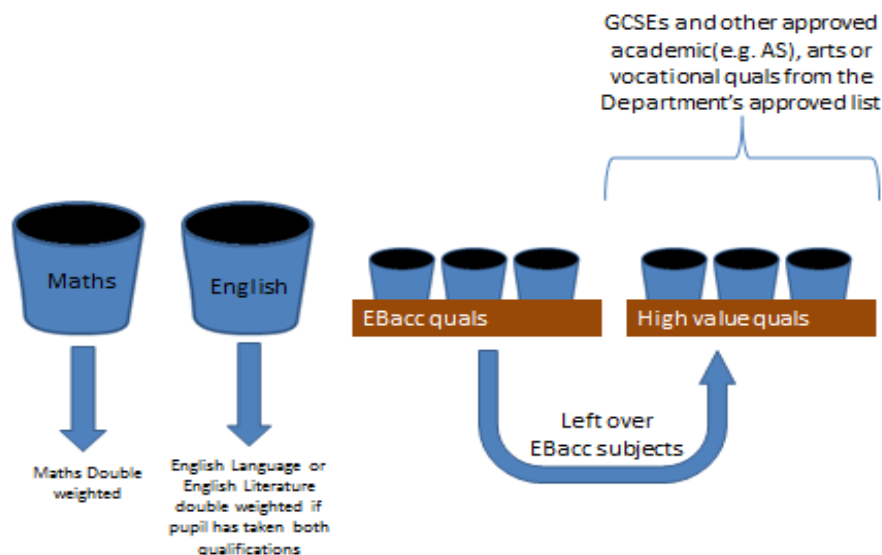 GCSEs and other approved
academic(e.g. AS), arts or
vocational quals from the
Department's approved list
Maths
English
EBacc quals
High value quals
Left over
EBacc subjects
Maths Double
weighted
English Language or
English Literature
double weighted if
pupil has taken both
qualifications